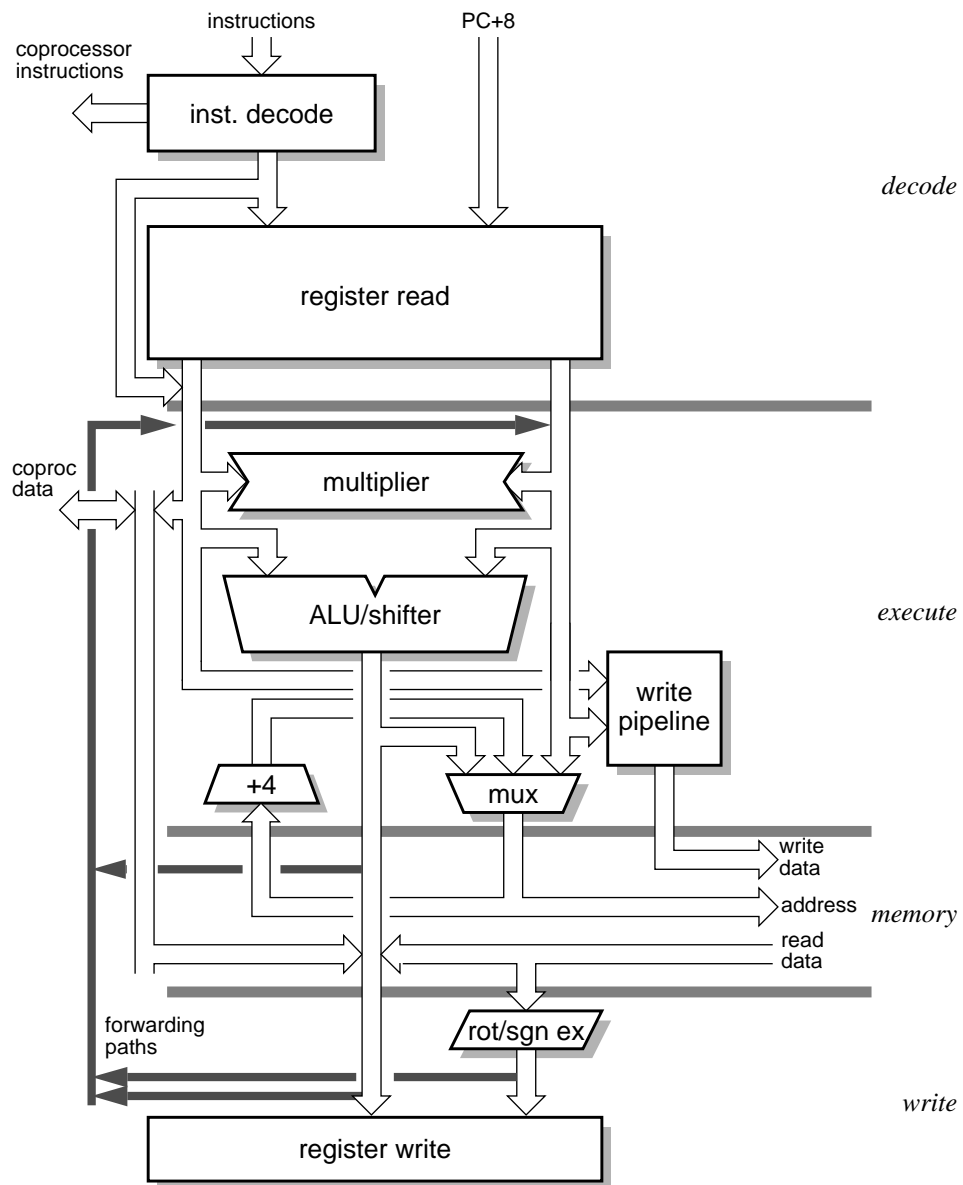 instructions
PC+8
coprocessor
instructions
inst. decode
decode
register read
coproc
data
multiplier
ALU/shifter
execute
write
pipeline
+4
mux
write
data
address
memory
read
data
forwarding
paths
rot/sgn ex
write
register write